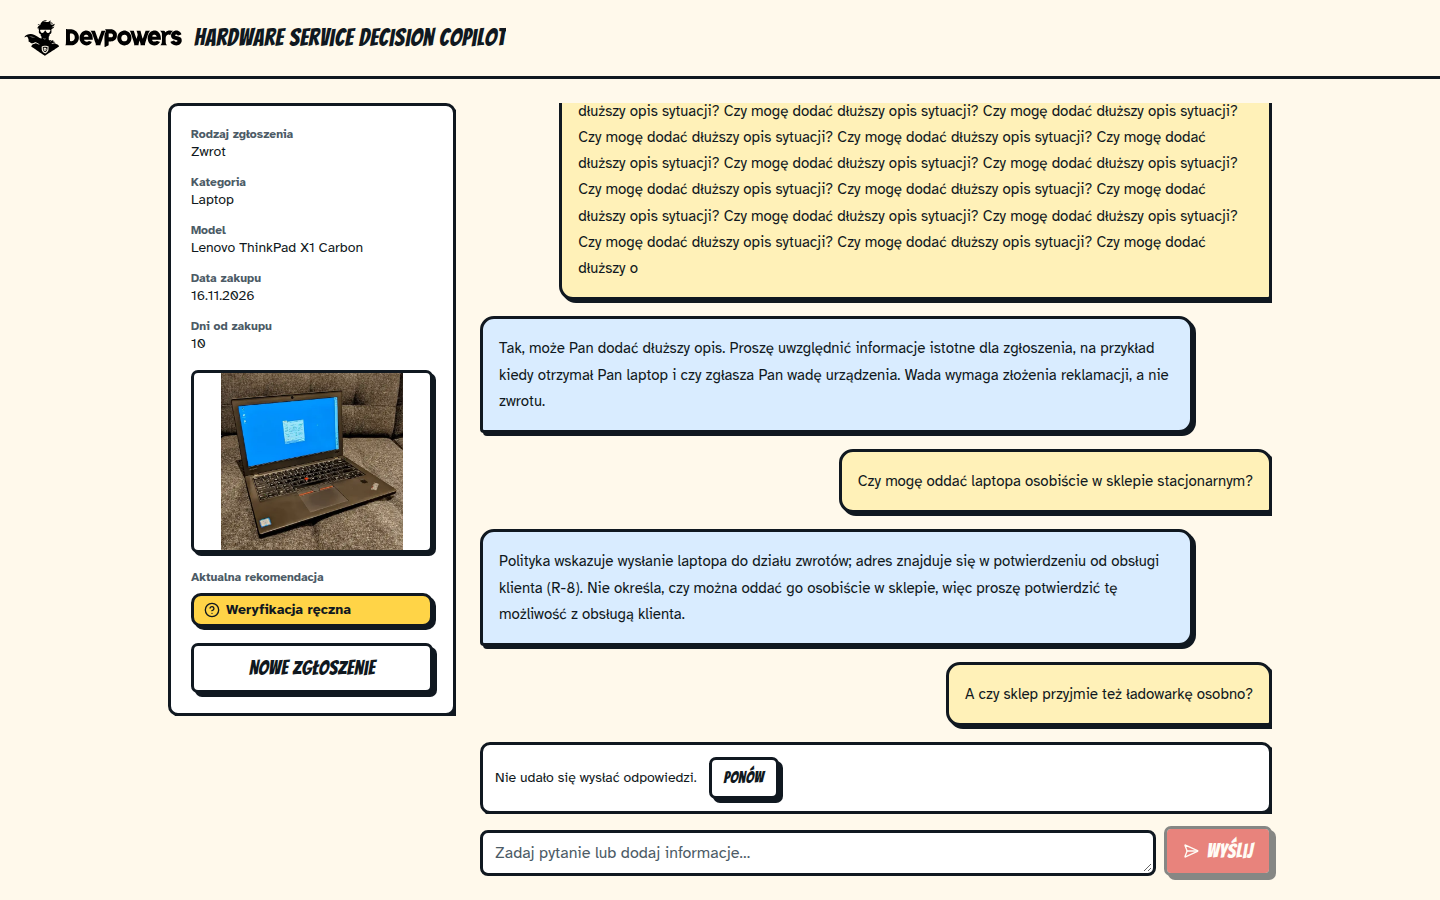 DevPowers HARDWARE SERVICE DECISION COPILOT
Rodzaj zgłoszenia
Zwrot
Kategoria
Laptop
Model
Lenovo ThinkPad X1 Carbon
Data zakupu
16.11.2026
Dni od zakupu
10
Aktualna rekomendacja
Weryfikacja ręczna
NOWE ZGŁOSZENIE
dłuższy opis sytuacji? Czy mogę dodać dłuższy opis sytuacji? Czy mogę dodać dłuższy opis sytuacji?
Czy mogę dodać dłuższy opis sytuacji? Czy mogę dodać dłuższy opis sytuacji? Czy mogę dodać
dłuższy opis sytuacji? Czy mogę dodać dłuższy opis sytuacji? Czy mogę dodać dłuższy opis sytuacji?
Czy mogę dodać dłuższy opis sytuacji? Czy mogę dodać dłuższy opis sytuacji? Czy mogę dodać
dłuższy opis sytuacji? Czy mogę dodać dłuższy opis sytuacji? Czy mogę dodać dłuższy opis sytuacji?
Czy mogę dodać dłuższy opis sytuacji? Czy mogę dodać dłuższy opis sytuacji? Czy mogę dodać
dłuższy o
Tak, może Pan dodać dłuższy opis. Proszę uwzględnić informacje istotne dla zgłoszenia, na przykład
kiedy otrzymał Pan laptop i czy zgłasza Pan wadę urządzenia. Wada wymaga złożenia reklamacji, a nie
zwrotu.
Czy mogę oddać laptopa osobiście w sklepie stacjonarnym?
Polityka wskazuje wysłanie laptopa do działu zwrotów; adres znajduje się w potwierdzeniu od obsługi
klienta (R-8). Nie określa, czy można oddać go osobiście w sklepie, więc proszę potwierdzić tę
możliwość z obsługą klienta.
A czy sklep przyjmie też ładowarkę osobno?
Nie udało się wysłać odpowiedzi. PONÓW
Zadaj pytanie lub dodaj informacje... WYŚLIJ